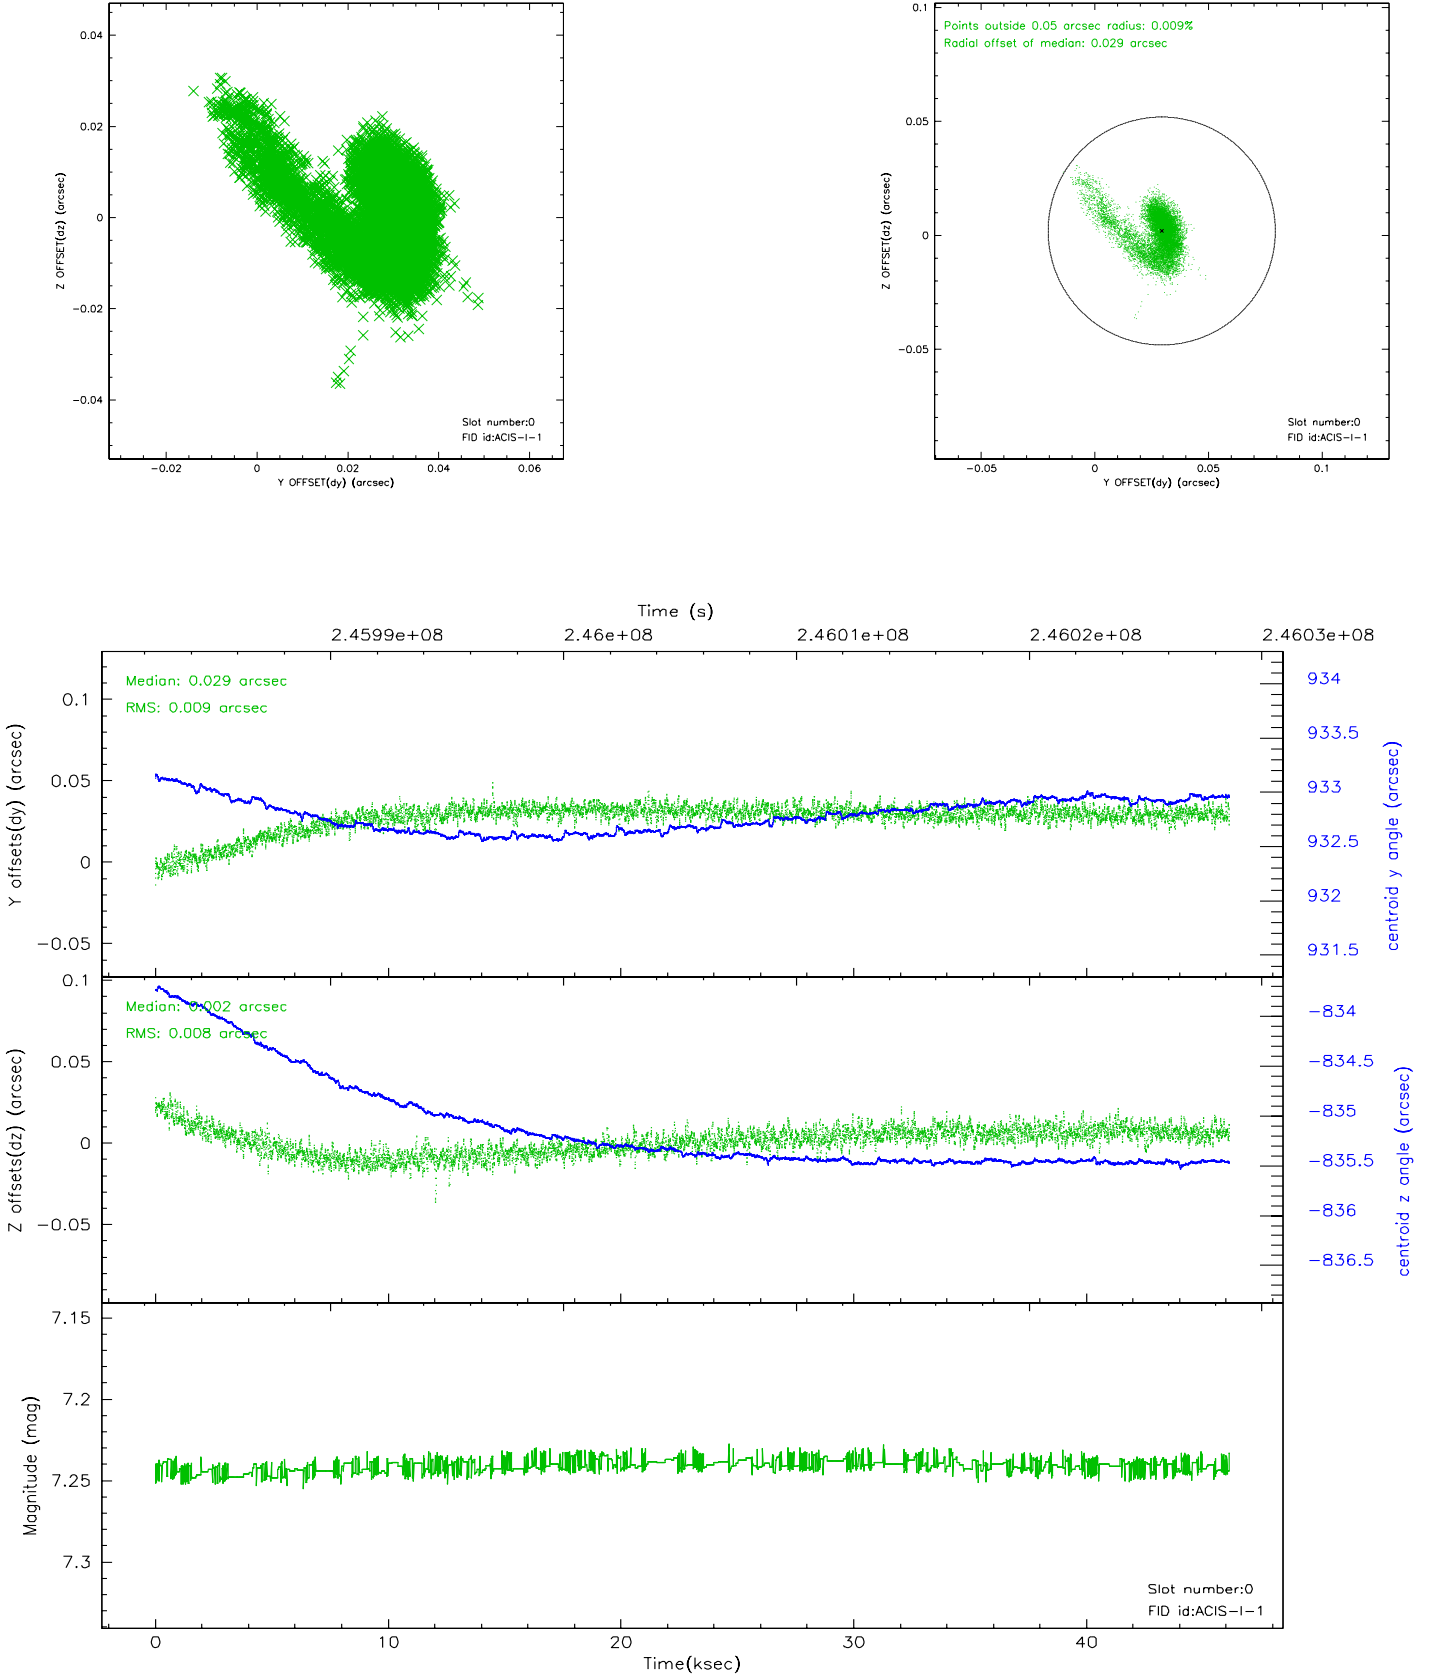 0.04
0.02
0
−0.02
−0.04
Z OFFSET(dz) (arcsec)
Slot number:0
FID id:ACIS−I−1
−0.02 0 0.02 0.04 0.06
Y OFFSET(dy) (arcsec)
Points outside 0.05 arcsec radius: 0.009%
Radial offset of median: 0.029 arcsec
0.1
0.05
0
−0.05
Z OFFSET(dz) (arcsec)
Slot number:0
FID id:ACIS−I−1
−0.05 0 0.05 0.1
Y OFFSET(dy) (arcsec)
Time (s)
2.4599e+08 2.46e+08 2.4601e+08 2.4602e+08 2.4603e+08
Median: 0.029 arcsec
RMS: 0.009 arcsec
0.1
0.05
0
−0.05
Y offsets(dy) (arcsec)
934
933.5
933
932.5
932
931.5
centroid y angle (arcsec)
Median: 0.002 arcsec
RMS: 0.008 arcsec
0.1
0.05
0
−0.05
Z offsets(dz) (arcsec)
−834
−834.5
−835
−835.5
−836
−836.5
centroid z angle (arcsec)
7.15
7.2
7.25
7.3
Magnitude (mag)
Slot number:0
FID id:ACIS−I−1
0 10 20 30 40
Time(ksec)